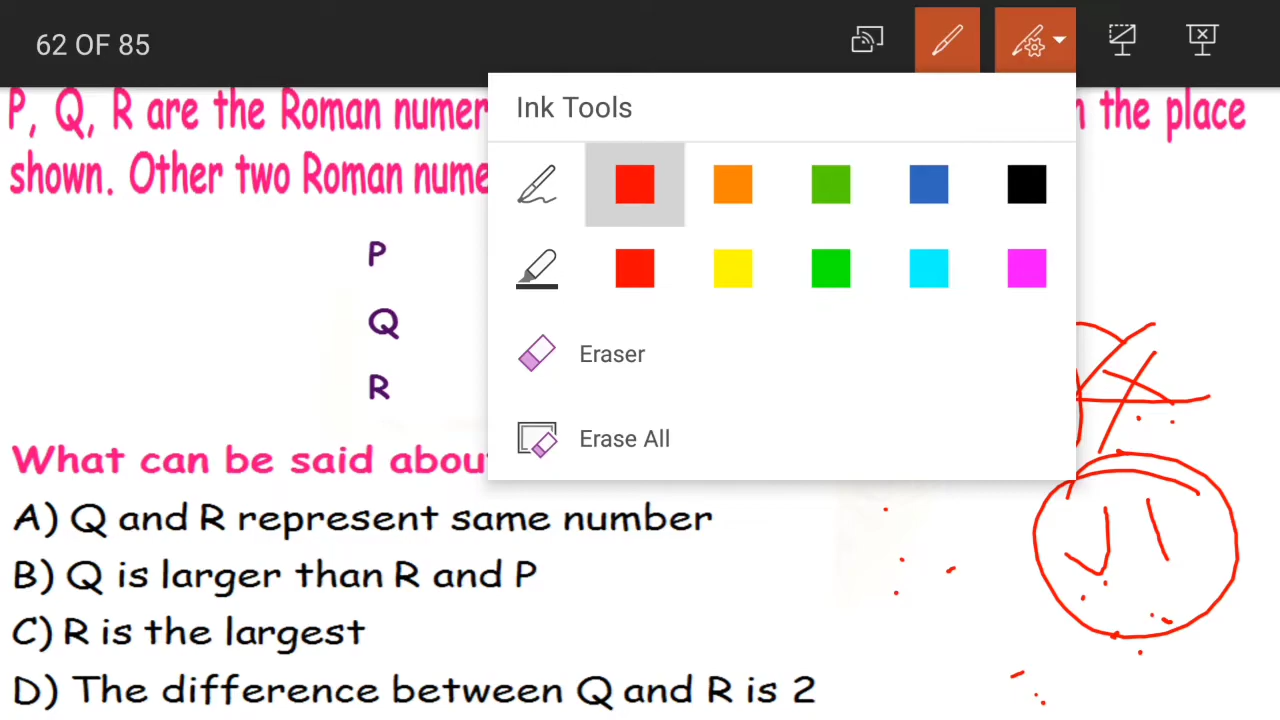 62 OF 85
Ink Tools
P, Q, R are the Roman numer the place
shown. Other two Roman nume
P
Q
R
Eraser
Erase All
What can be said abou
A) Q and R represent same number
B) Q is larger than R and P
C) R is the largest
D) The difference between Q and R is 2